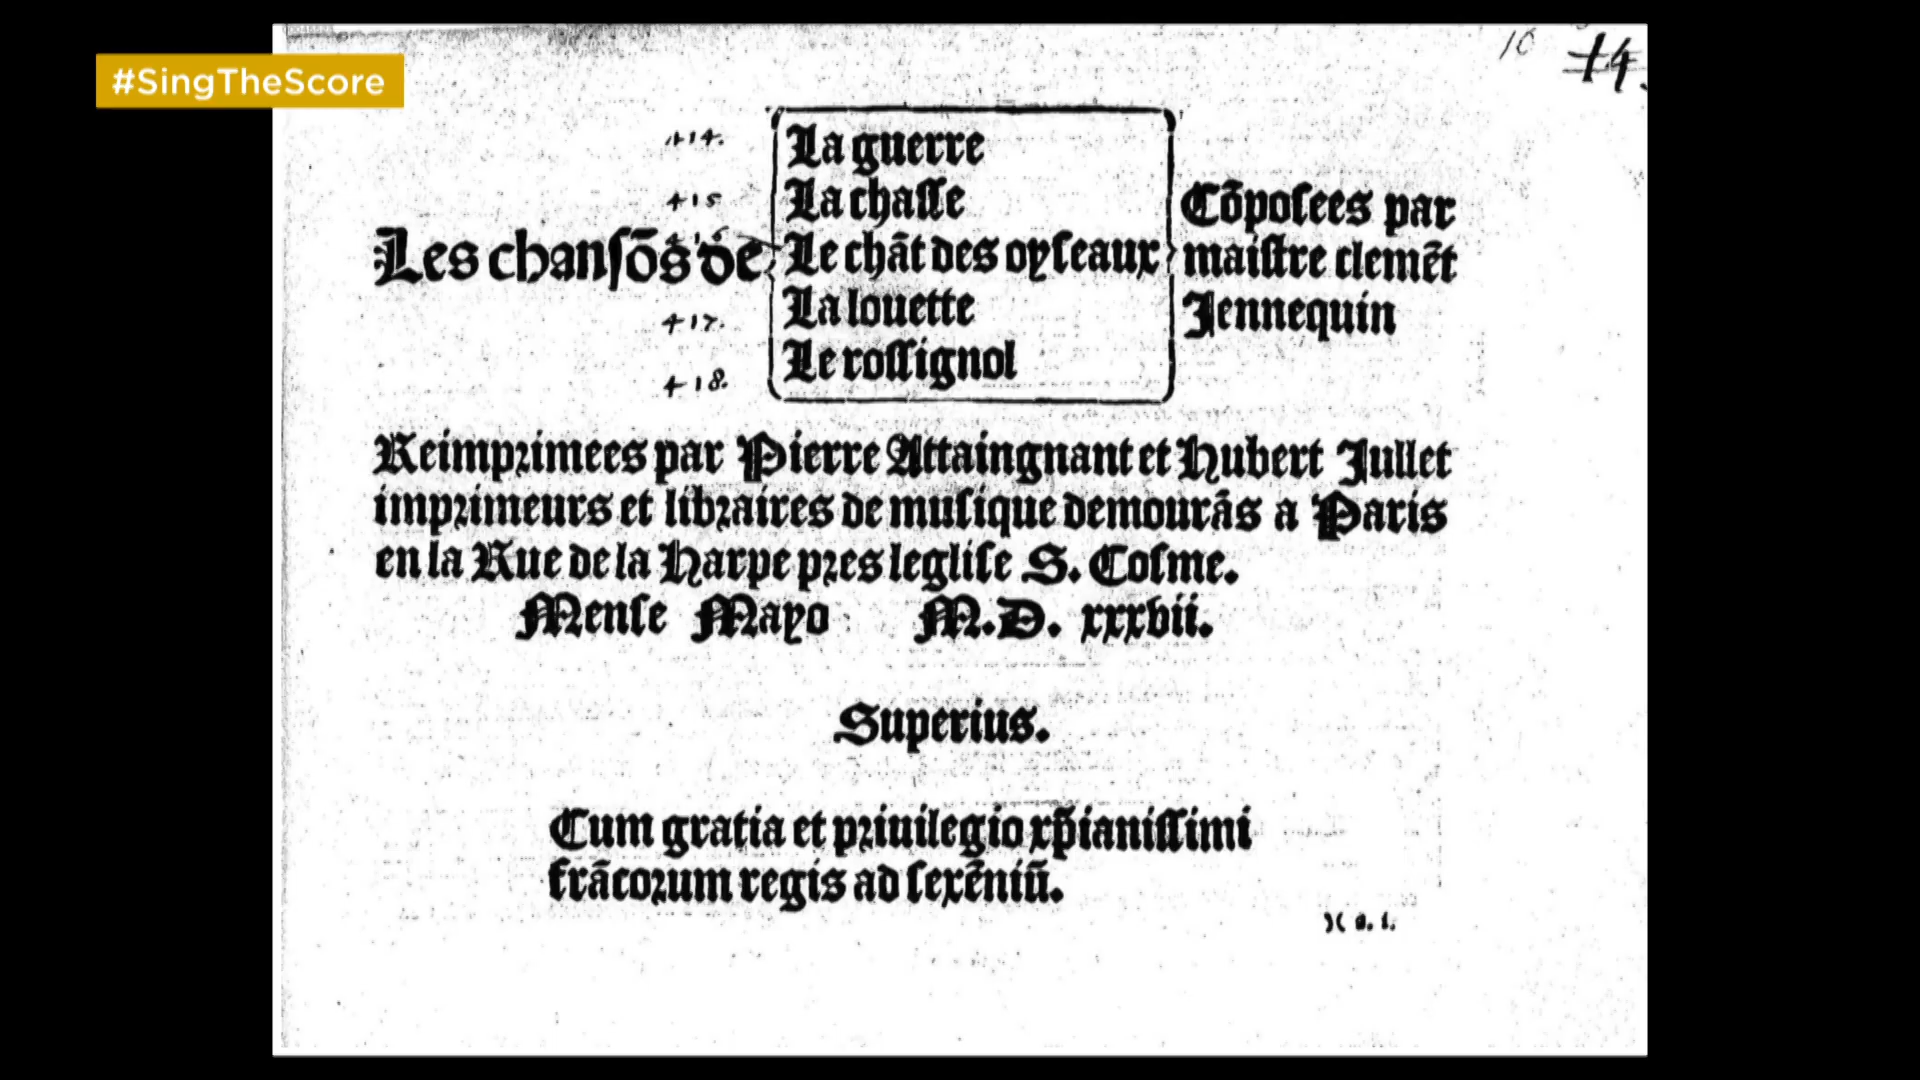 #SingTheScore
10 14.
414.
415
417.
418.
Les chansõs de
La guerre
La chasse
Le chãt des oyseaux
La louette
Le rossignol
Cõposees par
maistre clemẽt
Jennequin
Reimprimees par Pierre Attaingnant et Hubert Jullet
imprimeurs et libraires de musique demourãs a Paris
en la Rue de la Harpe pres leglise S. Cosme.
Mense Mayo M.D. xxxvii.
Superius.
Cum gratia et priuilegio xp̃ianissimi
frãcorum regis ad sexẽniũ.